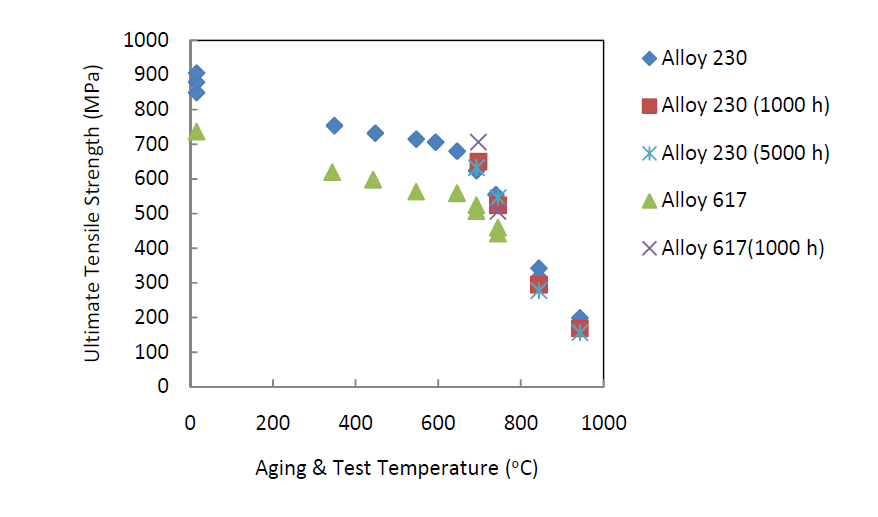 1000
900
800
700
600
500
400
300
200
100
0
Ultimate Tensile Strength (MPa)
0 200 400 600 800 1000
Aging & Test Temperature (°C)
Alloy 230
Alloy 230 (1000 h)
Alloy 230 (5000 h)
Alloy 617
Alloy 617(1000 h)